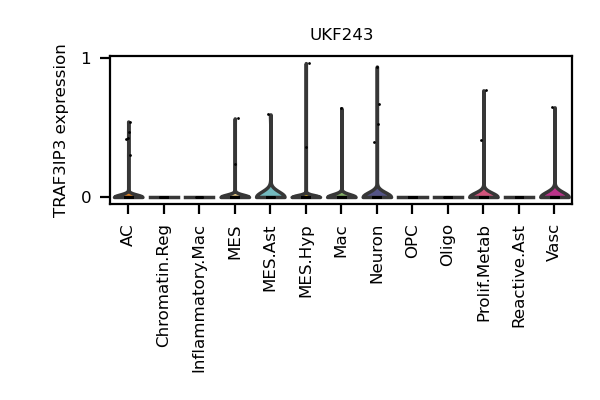 UKF243
TRAF3IP3 expression
1
0
AC
Chromatin.Reg
Inflammatory.Mac
MES
MES.Ast
MES.Hyp
Mac
Neuron
OPC
Oligo
Prolif.Metab
Reactive.Ast
Vasc